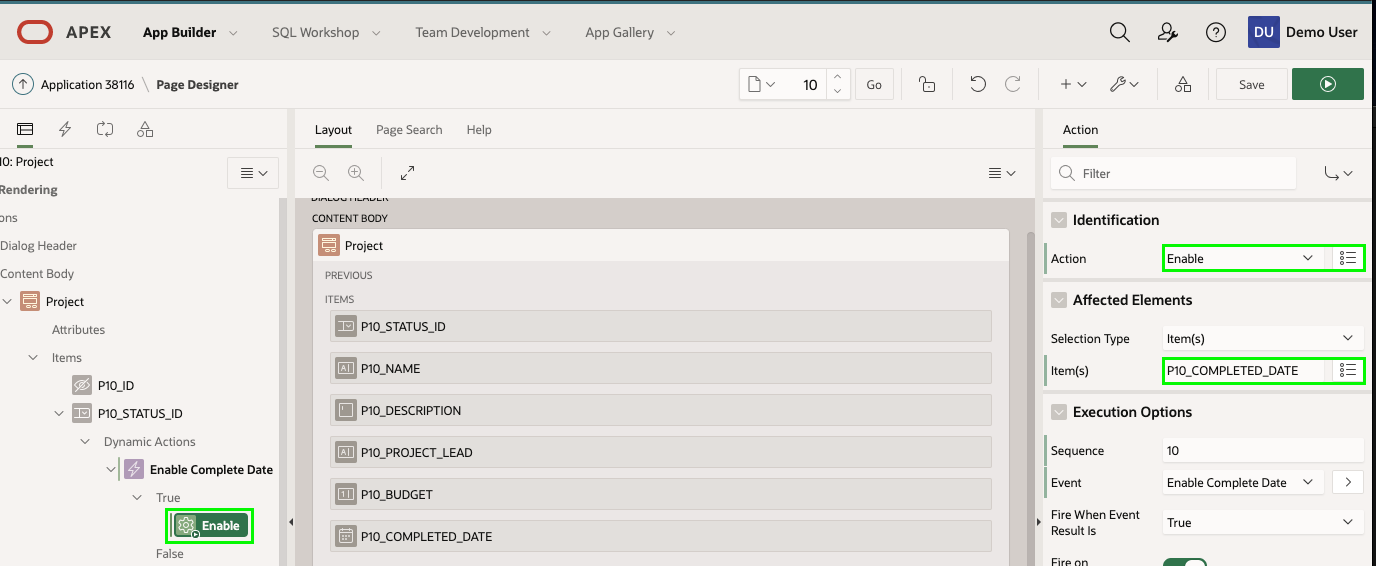 APEX App Builder SQL Workshop Team Development App Gallery DU Demo User
Application 38116 \ Page Designer 10 Go Save
Layout Page Search Help
Action
10: Project
Rendering
ons
Dialog Header
Content Body
Project
Attributes
Items
P10_ID
P10_STATUS_ID
Dynamic Actions
Enable Complete Date
True
Enable
False
DIALOG HEADER
CONTENT BODY
Project
PREVIOUS
ITEMS
P10_STATUS_ID
P10_NAME
P10_DESCRIPTION
P10_PROJECT_LEAD
P10_BUDGET
P10_COMPLETED_DATE
Filter
Identification
Action Enable
Affected Elements
Selection Type Item(s)
Item(s) P10_COMPLETED_DATE
Execution Options
Sequence 10
Event Enable Complete Date
Fire When Event
Result Is
True
Fire on